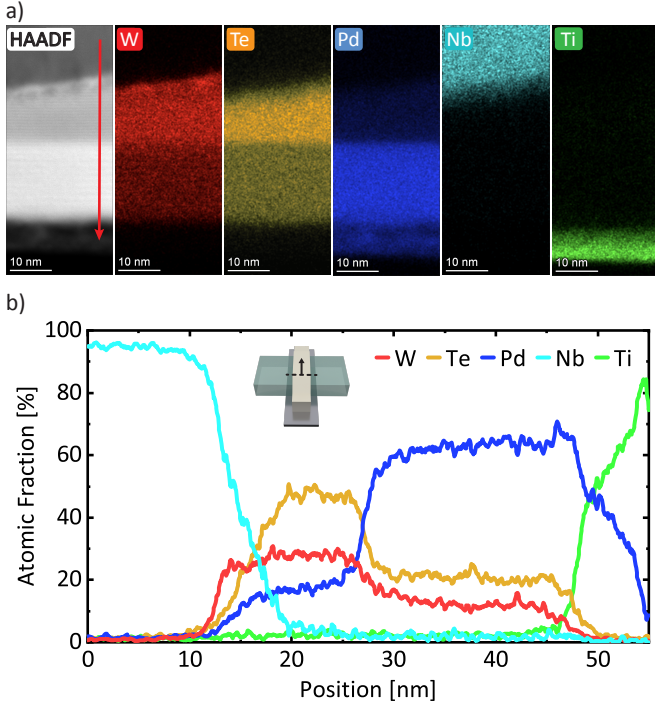 a)
HAADF W Te Pd Nb Ti
10 nm 10 nm 10 nm 10 nm 10 nm 10 nm
b)
100
80
60
40
20
0
Atomic Fraction [%]
W Te Pd Nb Ti
0 10 20 30 40 50
Position [nm]